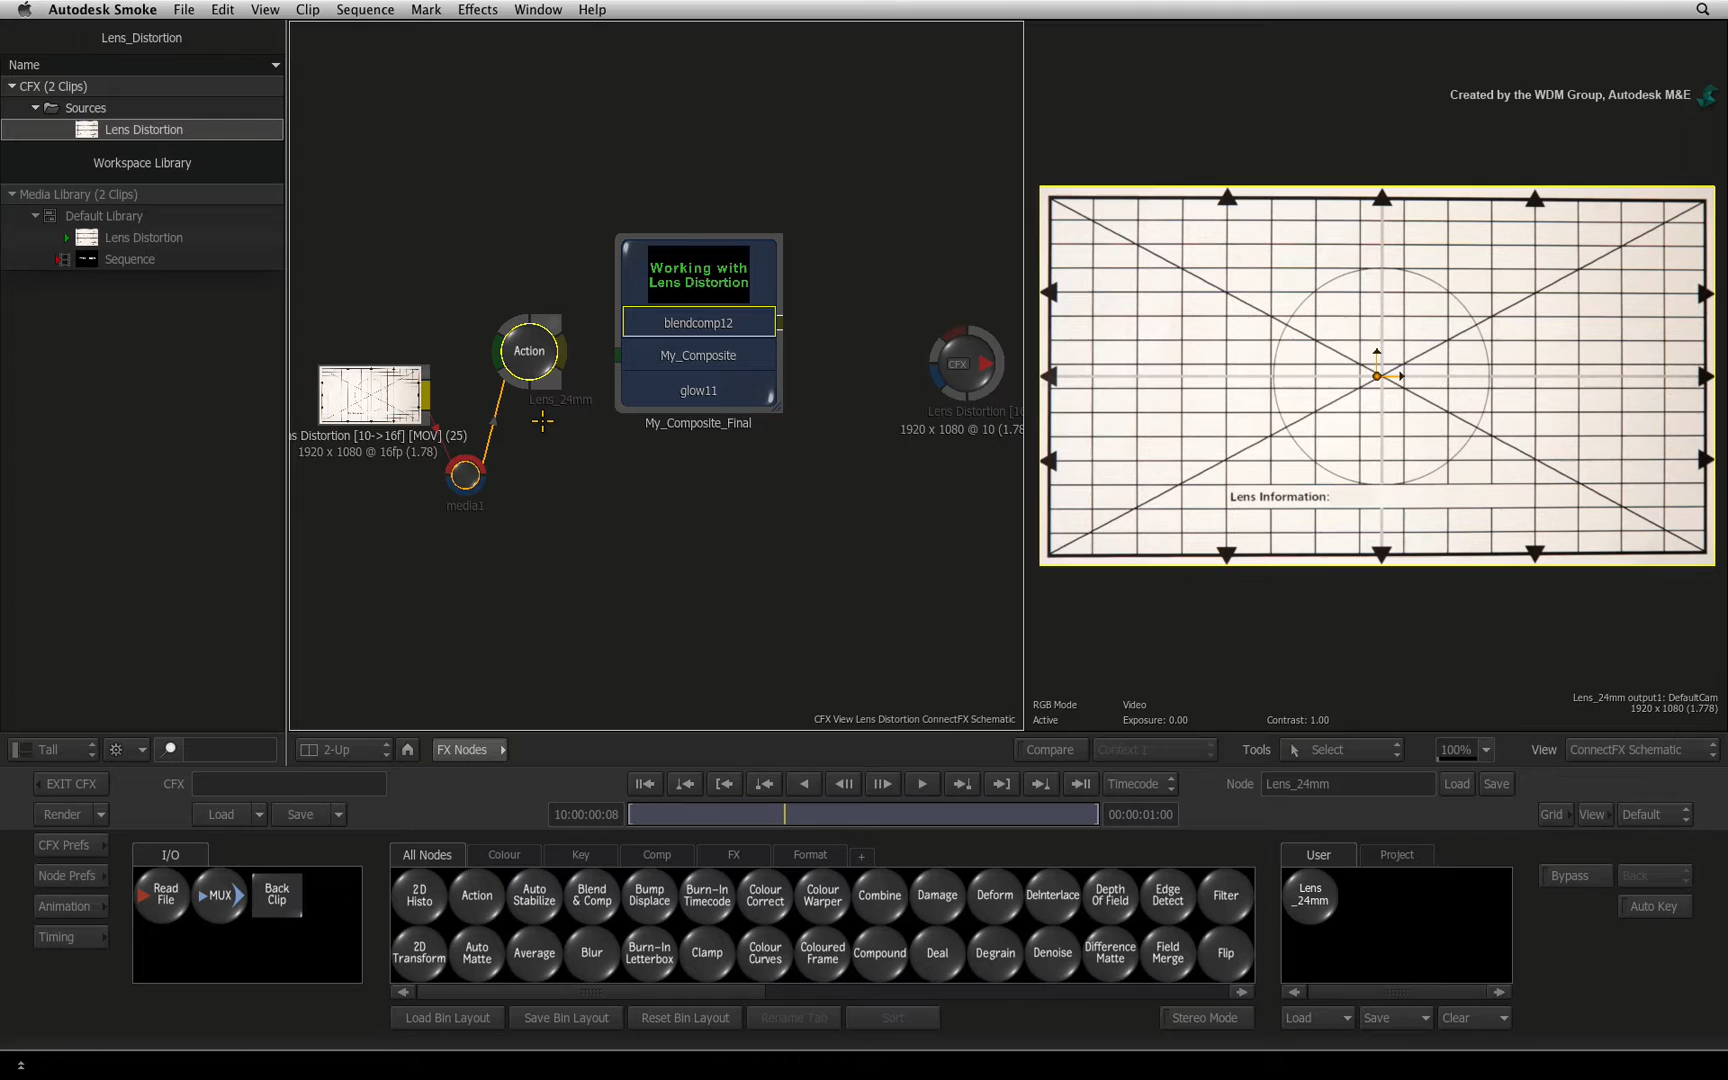 Autodesk Smoke File Edit View Clip Sequence Mark Effects Window Help
Lens_Distortion
Name
CFX (2 Clips)
Sources
Lens Distortion
Workspace Library
Media Library (2 Clips)
Default Library
Lens Distortion
Sequence
Action
Lens_24mm
s Distortion [10->16f] [MOV] (25)
1920 x 1080 @ 16fp (1.78)
media1
Working with
Lens Distortion
blendcomp12
My_Composite
glow11
My_Composite_Final
CFX
Lens Distortion [1
1920 x 1080 @ 10 (1.78
CFX View Lens Distortion ConnectFX Schematic
Created by the WDM Group, Autodesk M&E
Lens Information:
RGB Mode Video
Active Exposure: 0.00 Contrast: 1.00
Lens_24mm output1: DefaultCam
1920 x 1080 (1.778)
Tall 2-Up FX Nodes Compare Context 1 Tools Select 100% View ConnectFX Schematic
EXIT CFX CFX Timecode Node Lens_24mm Load Save
Render Load Save 10:00:00:08 00:00:01:00 Grid View Default
CFX Prefs
Node Prefs
Animation
Timing
I/O
Read
File
MUX
Back
Clip
All Nodes Colour Key Comp FX Format +
2D
Histo
Action
Auto
Stabilize
Blend
& Comp
Bump
Displace
Burn-In
Timecode
Colour
Correct
Colour
Warper
Combine
Damage
Deform
DeInterlace
Depth
Of Field
Edge
Detect
Filter
2D
Transform
Auto
Matte
Average
Blur
Burn-In
Letterbox
Clamp
Colour
Curves
Coloured
Frame
Compound
Deal
Degrain
Denoise
Difference
Matte
Field
Merge
Flip
Load Bin Layout Save Bin Layout Reset Bin Layout Rename Tab Sort Stereo Mode
User Project
Lens
_24mm
Load Save Clear
Bypass Back
Auto Key